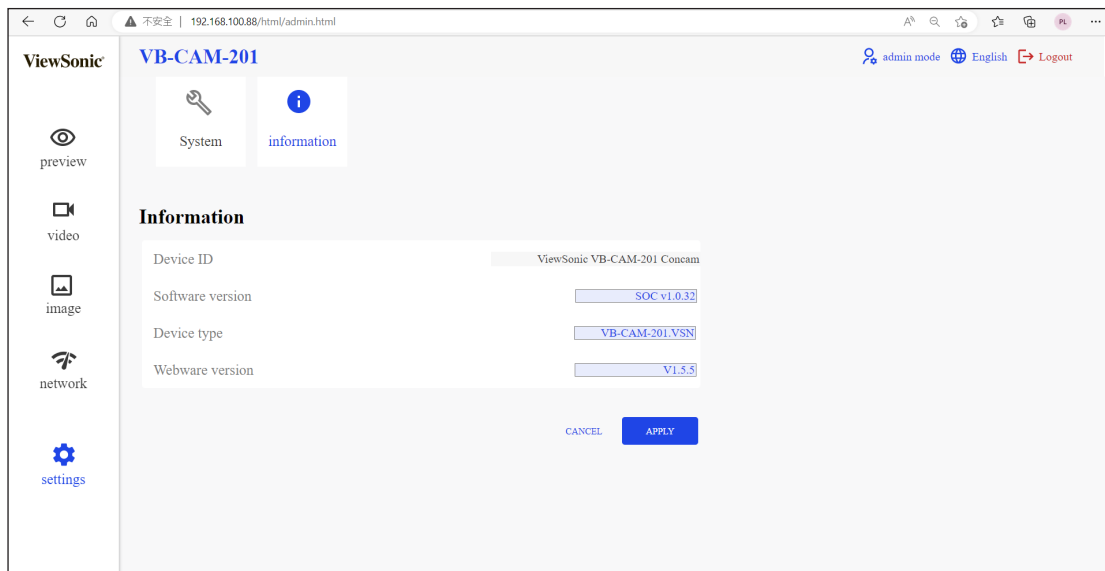 不安全 | 192.168.100.88/html/admin.html
PL
ViewSonic
VB-CAM-201
admin mode
English
Logout
System
information
preview
video
image
network
settings
Information
Device ID
ViewSonic VB-CAM-201 Concam
Software version
SOC v1.0.32
Device type
VB-CAM-201.VSN
Webware version
V1.5.5
CANCEL
APPLY